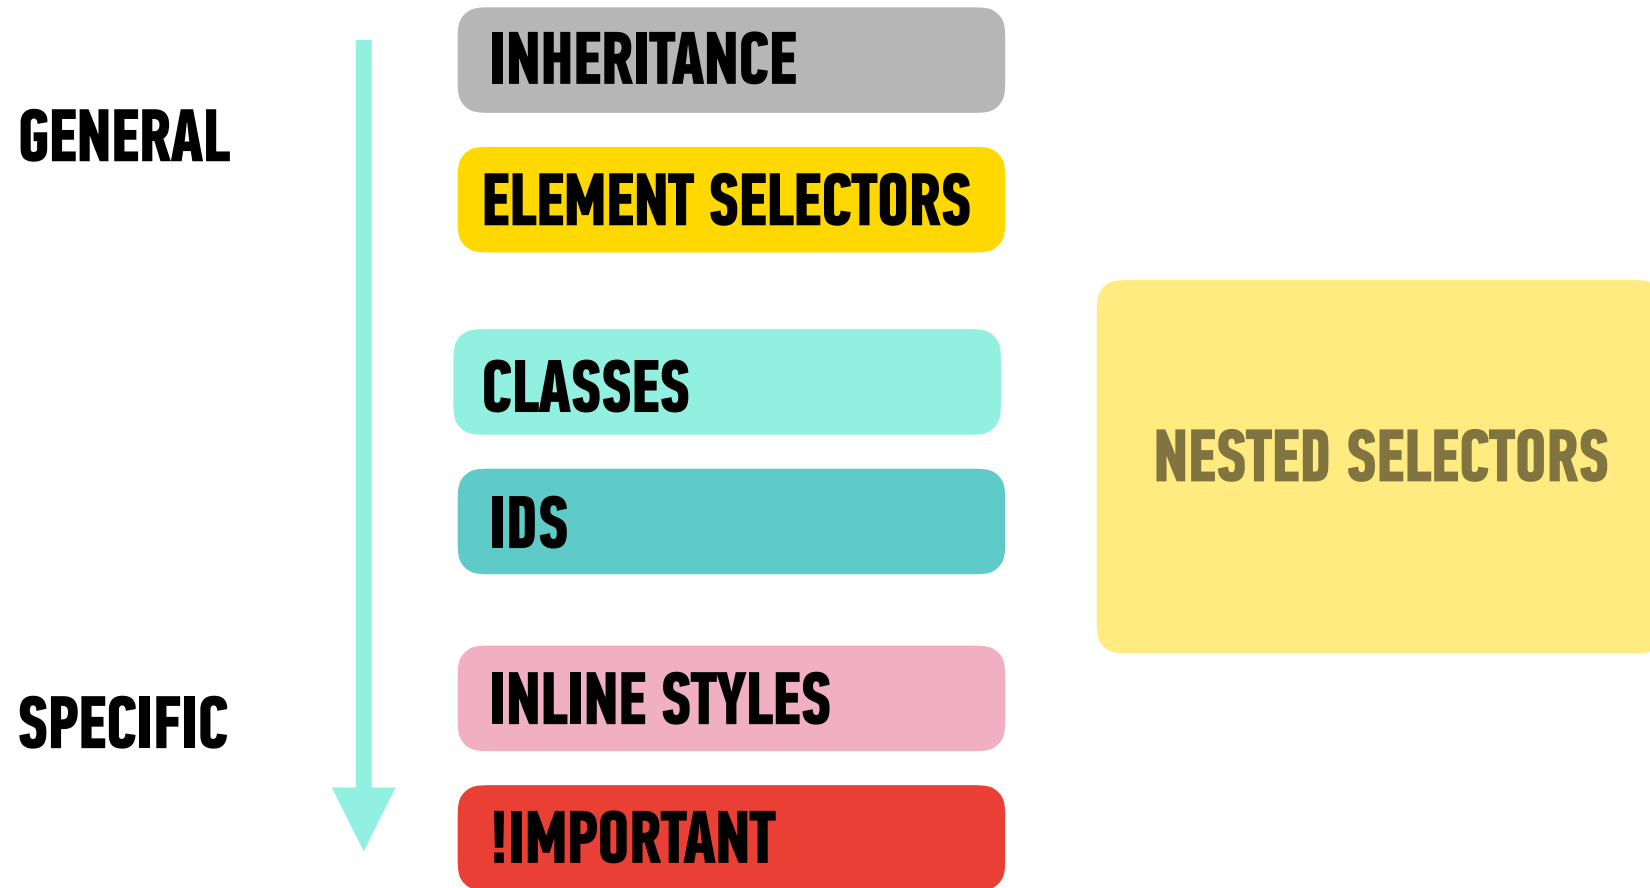 INHERITANCE
GENERAL
ELEMENT SELECTORS
CLASSES
NESTED SELECTORS
IDS
INLINE STYLES
SPECIFIC
!IMPORTANT